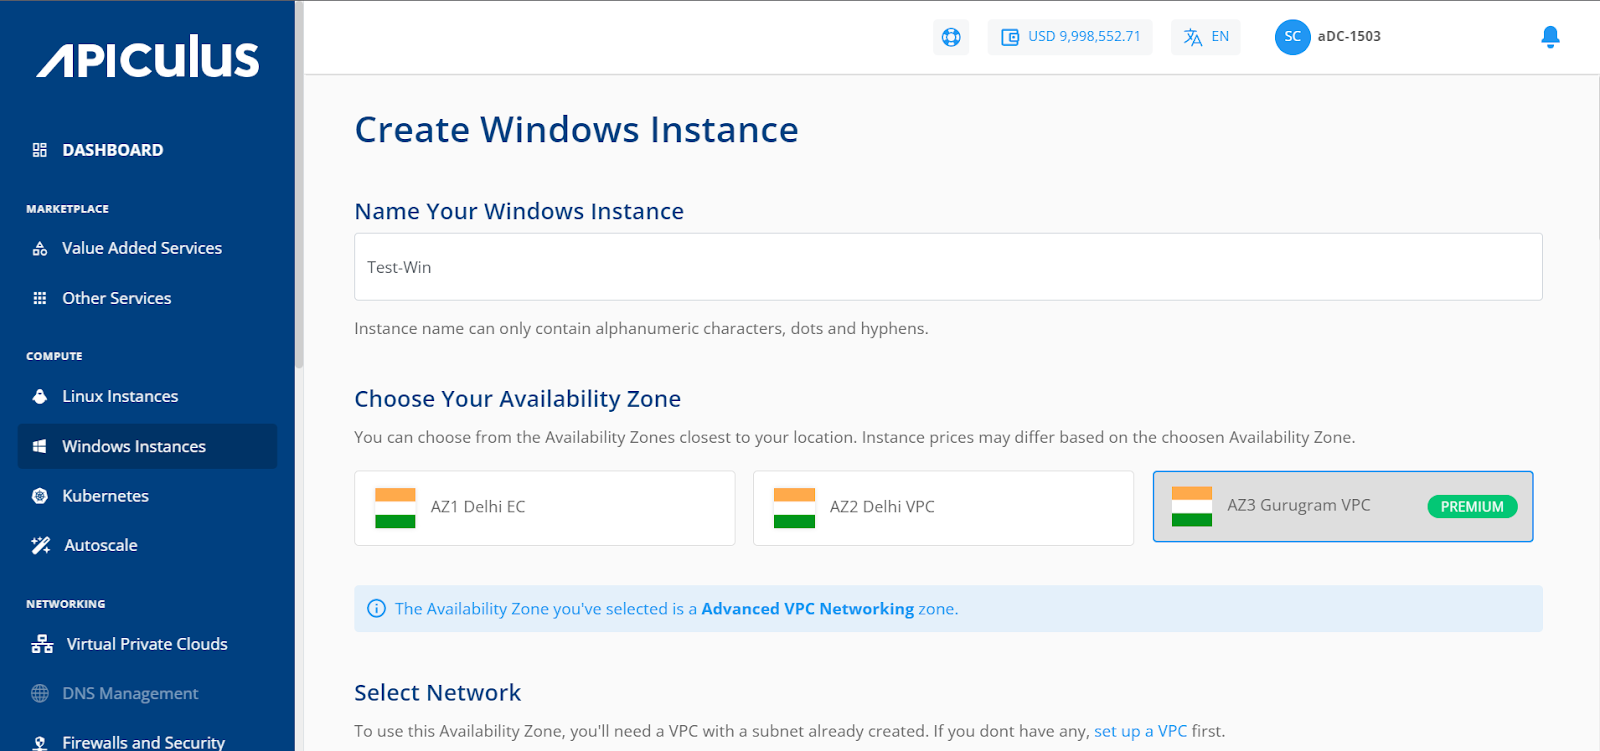 APICULUS
USD 9,998,552.71
EN
SC
aDC-1503
DASHBOARD
MARKETPLACE
Value Added Services
Other Services
COMPUTE
Linux Instances
Windows Instances
Kubernetes
Autoscale
NETWORKING
Virtual Private Clouds
DNS Management
Firewalls and Security
Create Windows Instance
Name Your Windows Instance
Test-Win
Instance name can only contain alphanumeric characters, dots and hyphens.
Choose Your Availability Zone
You can choose from the Availability Zones closest to your location. Instance prices may differ based on the choosen Availability Zone.
AZ1 Delhi EC
AZ2 Delhi VPC
AZ3 Gurugram VPC
PREMIUM
The Availability Zone you've selected is a Advanced VPC Networking zone.
Select Network
To use this Availability Zone, you'll need a VPC with a subnet already created. If you dont have any, set up a VPC first.